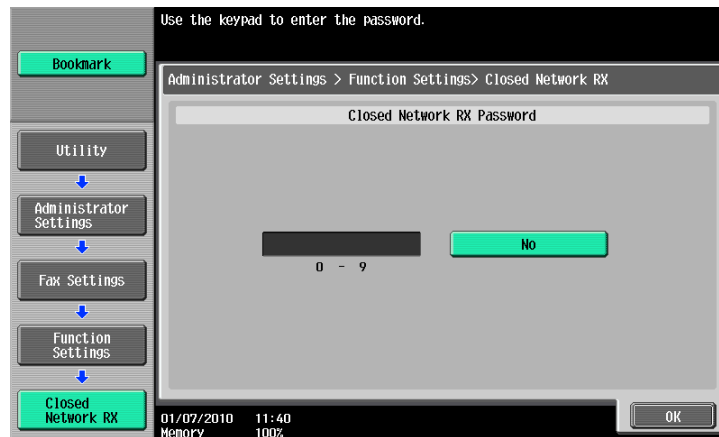 Use the keypad to enter the password.
Bookmark
Administrator Settings > Function Settings> Closed Network RX
Closed Network RX Password
Utility
Administrator
Settings
Fax Settings
Function
Settings
Closed
Network RX
No
0 - 9
01/07/2010 11:40
Memory 100%
OK